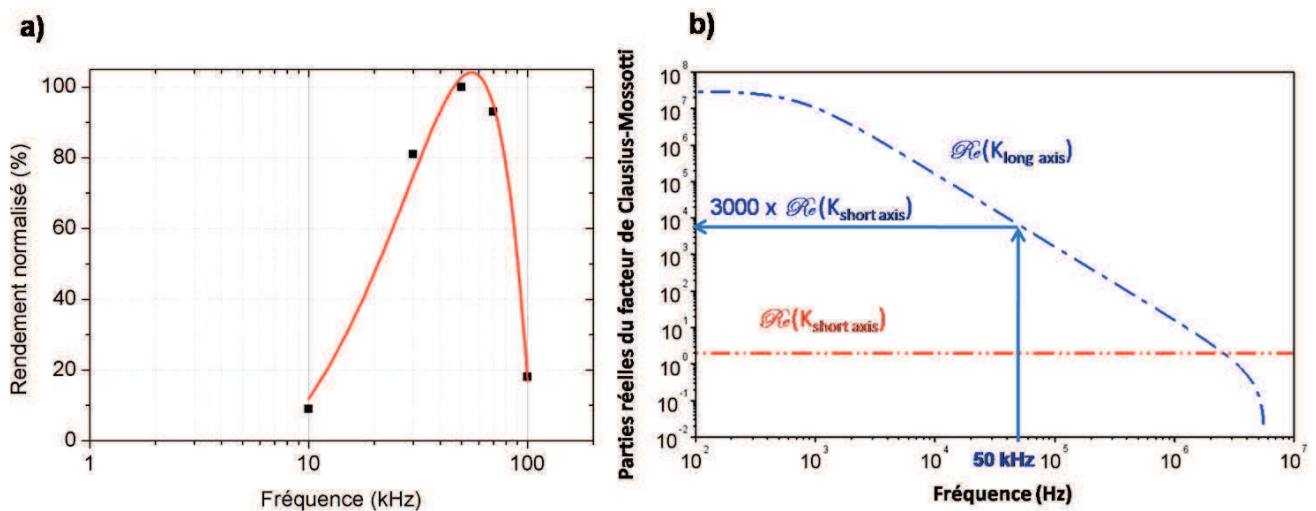 a)
Rendement normalisé (%)
100
80
60
40
20
0
1
10
100
Fréquence (kHz)
b)
Parties réelles du facteur de Clausius-Mossotti
10^8
10^7
10^6
10^5
10^4
10^3
10^2
10^1
10^0
10^-1
10^-2
ℛe(K_long axis)
3000 x ℛe(K_short axis)
ℛe(K_short axis)
10^2
10^3
10^4
50 kHz
10^5
10^6
10^7
Fréquence (Hz)